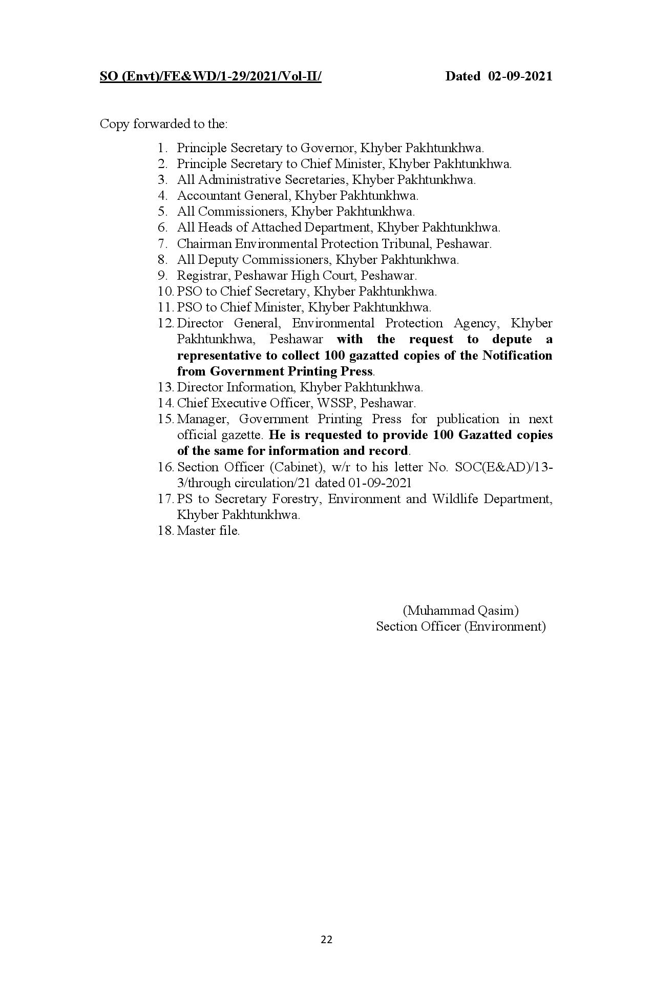 SO (Envt)/FE&WD/1-29/2021/Vol-II/ Dated 02-09-2021
Copy forwarded to the:
1. Principle Secretary to Governor, Khyber Pakhtunkhwa.
2. Principle Secretary to Chief Minister, Khyber Pakhtunkhwa.
3. All Administrative Secretaries, Khyber Pakhtunkhwa.
4. Accountant General, Khyber Pakhtunkhwa.
5. All Commissioners, Khyber Pakhtunkhwa.
6. All Heads of Attached Department, Khyber Pakhtunkhwa.
7. Chairman Environmental Protection Tribunal, Peshawar.
8. All Deputy Commissioners, Khyber Pakhtunkhwa.
9. Registrar, Peshawar High Court, Peshawar.
10. PSO to Chief Secretary, Khyber Pakhtunkhwa.
11. PSO to Chief Minister, Khyber Pakhtunkhwa.
12. Director General, Environmental Protection Agency, Khyber
Pakhtunkhwa, Peshawar with the request to depute a
representative to collect 100 gazatted copies of the Notification
from Government Printing Press.
13. Director Information, Khyber Pakhtunkhwa.
14. Chief Executive Officer, WSSP, Peshawar.
15. Manager, Government Printing Press for publication in next
official gazette. He is requested to provide 100 Gazatted copies
of the same for information and record.
16. Section Officer (Cabinet), w/r to his letter No. SOC(E&AD)/13-
3/through circulation/21 dated 01-09-2021
17. PS to Secretary Forestry, Environment and Wildlife Department,
Khyber Pakhtunkhwa.
18. Master file.
(Muhammad Qasim)
Section Officer (Environment)
22